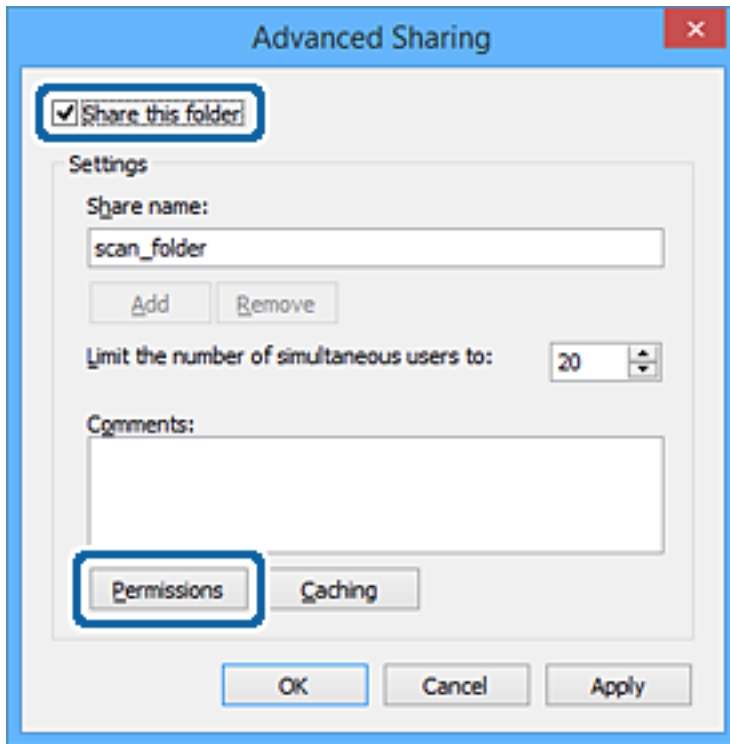 Advanced Sharing
Share this folder
Settings
Share name:
scan_folder
Add Remove
Limit the number of simultaneous users to: 20
Comments:
Permissions Caching
OK Cancel Apply